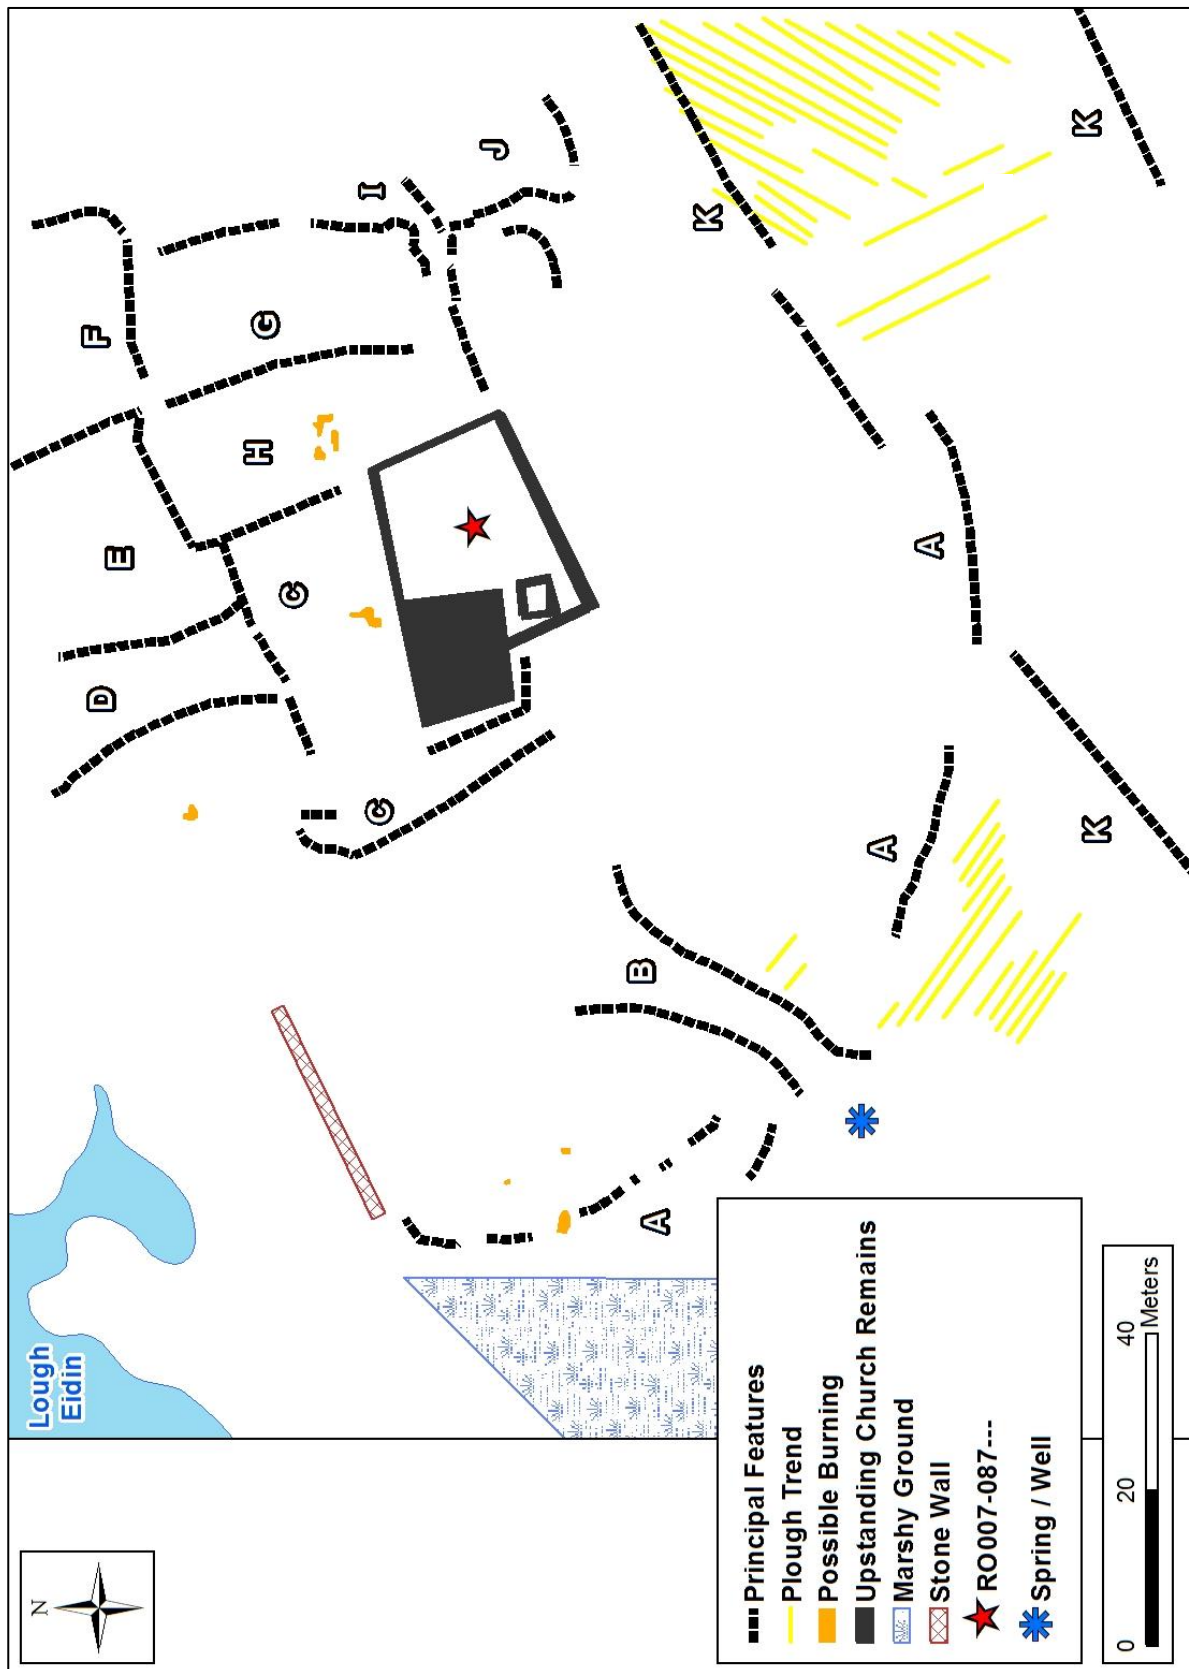 N
Lough
Eidin
D
E
F
C
H
G
C
I
J
A
B
K
A
A
K
K
Principal Features
Plough Trend
Possible Burning
Upstanding Church Remains
Marshy Ground
Stone Wall
RO007-087---
Spring / Well
0 20 40
Meters